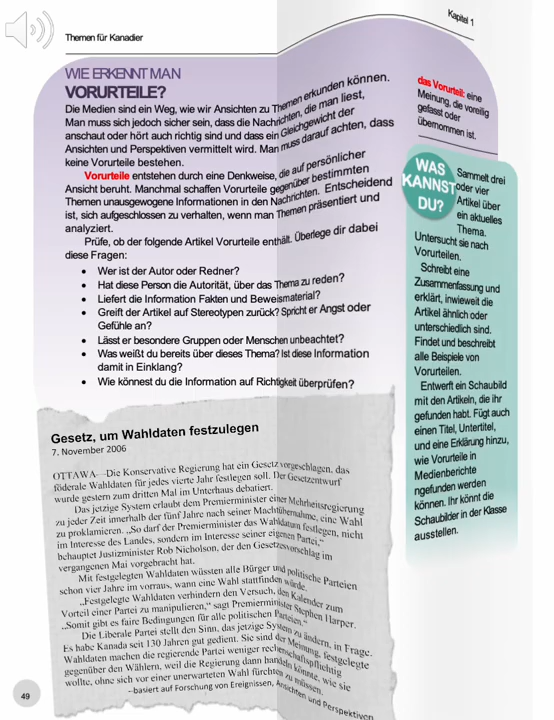 Kapitel 1
Themen für Kanadier
WIE ERKENNT MAN
VORURTEILE?
Die Medien sind ein Weg, wie wir Ansichten zu Themen erkunden können.
Man muss sich jedoch sicher sein, dass die Nachrichten, die man liest,
anschaut oder hört auch richtig sind und dass ein Gleichgewicht der
Ansichten und Perspektiven vermittelt wird. Man muss darauf achten, dass
keine Vorurteile bestehen.
Vorurteile entstehen durch eine Denkweise, die auf persönlicher
Ansicht beruht. Manchmal schaffen Vorurteile gegenüber bestimmten
Themen unausgewogene Informationen in den Nachrichten. Entscheidend
ist, sich aufgeschlossen zu verhalten, wenn man Themen präsentiert und
analyziert.
Prüfe, ob der folgende Artikel Vorurteile enthält. Überlege dir dabei
diese Fragen:
• Wer ist der Autor oder Redner?
• Hat diese Person die Autorität, über das Thema zu reden?
• Liefert die Information Fakten und Beweismaterial?
• Greift der Artikel auf Stereotypen zurück? Spricht er Angst oder
Gefühle an?
• Lässt er besondere Gruppen oder Menschen unbeachtet?
• Was weißt du bereits über dieses Thema? Ist diese Information
damit in Einklang?
• Wie könnest du die Information auf Richtigkeit überprüfen?
das Vorurteil: eine
Meinung, die voreilig
gefasst oder
übernommen ist.
WAS
KANNST
DU?
Sammelt drei
oder vier
Artikel über
ein aktuelles
Thema.
Untersucht sie nach
Vorurteilen.
Schreibt eine
Zusammenfassung und
erklärt, inwieweit die
Artikel ähnlich oder
unterschiedlich sind.
Findet und beschreibt
alle Beispiele von
Vorurteilen.
Entwerft ein Schaubild
mit den Artikeln, die ihr
gefunden habt. Fügt auch
einen Titel, Untertitel,
und eine Erklärung hinzu,
wie Vorurteile in
Medienberichte
ngefunden werden
können. Ihr könnt die
Schaubilder in der Klasse
ausstellen.
Gesetz, um Wahldaten festzulegen
7. November 2006
OTTAWA—Die Konservative Regierung hat ein Gesetz vorgeschlagen, das
föderale Wahldaten für jedes vierte Jahr festlegen soll. Der Gesetzentwurf
wurde gestern zum dritten Mal im Unterhaus debatiert.
Das jetzige System erlaubt dem Premierminister einer Mehrheitsregierung
zu jeder Zeit innerhalb der fünf Jahre nach seiner Machtübernahme, eine Wahl
zu proklamieren. „So darf der Premierminister das Wahldatum festlegen, nicht
im Interesse des Landes, sondern im Interesse seiner eigenen Partei,“
behauptet Justizminister Rob Nicholson, der den Gesetzesvorschlag im
vergangenen Mai vorgebracht hat.
Mit festgelegten Wahldaten wüssten alle Bürger und politische Parteien
schon vier Jahre im vorraus, wann eine Wahl stattfinden würde.
„Festgelegte Wahldaten verhindern den Versuch, den Kalender zum
Vorteil einer Partei zu manipulieren,“ sagt Premierminister Stephen Harper.
„Somit gibt es faire Bedingungen für alle politischen Parteien.“
Die Liberale Partei stellt den Sinn, das jetzige System zu ändern, in Frage.
Es habe Kanada seit 130 Jahren gut gedient. Sie sind der Meinung, festgelegte
Wahldaten machen die regierende Partei weniger rechenschaftspflichtig
gegenüber den Wählern, weil die Regierung dann handeln könnte, wie sie
wollte, ohne sich vor einer unerwarteten Wahl fürchten zu müssen.
–basiert auf Forschung von Ereignissen, Ansichten und Perspektiven
49